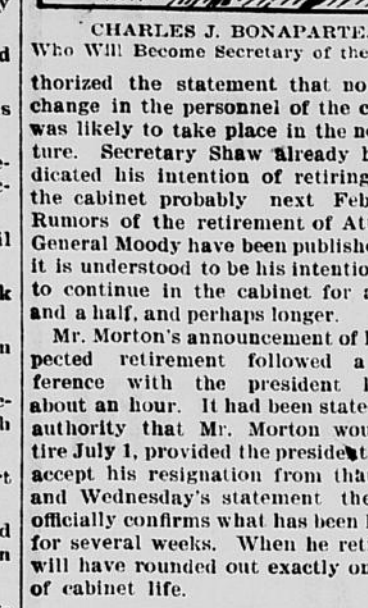 CHARLES J. BONAPARTE
Who Will Become Secretary of the
thorized the statement that no
change in the personnel of the c
was likely to take place in the n
ture. Secretary Shaw already
dicated his intention of retiring
the cabinet probably next Feb
Rumors of the retirement of At
General Moody have been publishe
it is understood to be his intentio
to continue in the cabinet for a
and a half, and perhaps longer.
Mr. Morton's announcement of
pected retirement followed a
ference with the president
about an hour. It had been state
authority that Mr. Morton wou
tire July 1, provided the president
accept his resignation from tha
and Wednesday's statement the
officially confirms what has been
for several weeks. When he ret
will have rounded out exactly o
of cabinet life.